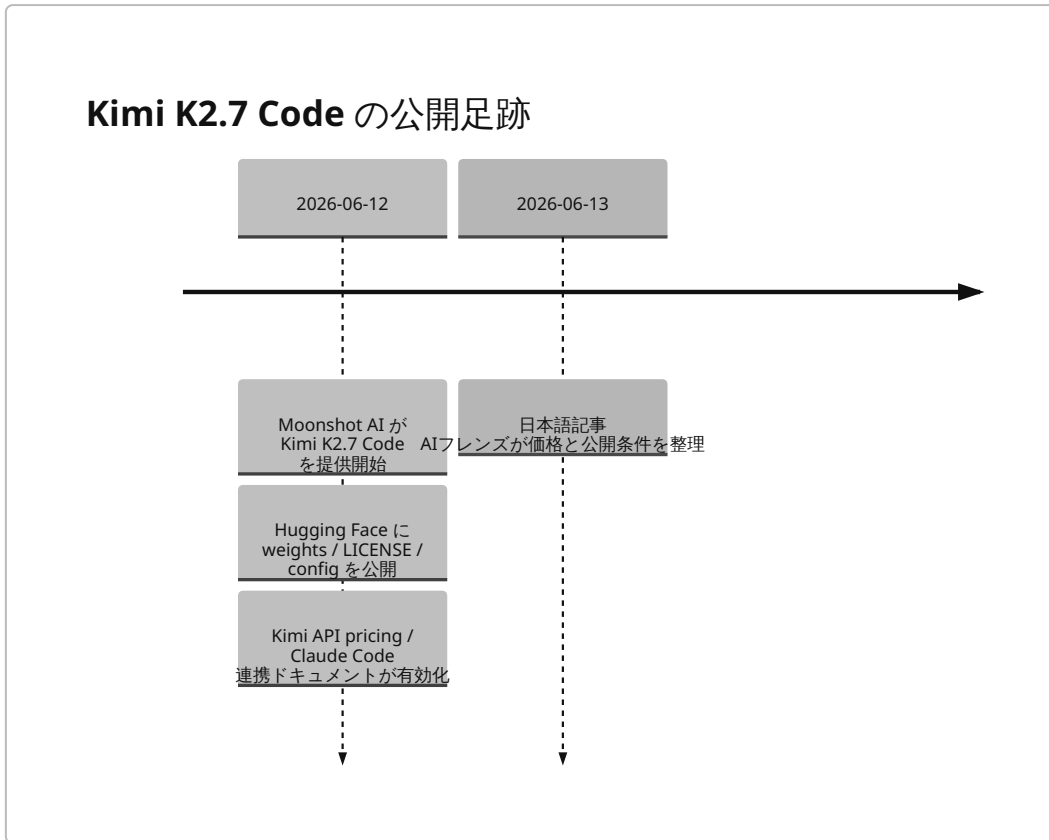 Kimi K2.7 Code の公開足跡
2026-06-12
2026-06-13
Moonshot AI が
Kimi K2.7 Code
を提供開始
日本語記事
AIフレンズが価格と公開条件を整理
Hugging Face に
weights / LICENSE /
config を公開
Kimi API pricing /
Claude Code
連携ドキュメントが有効化